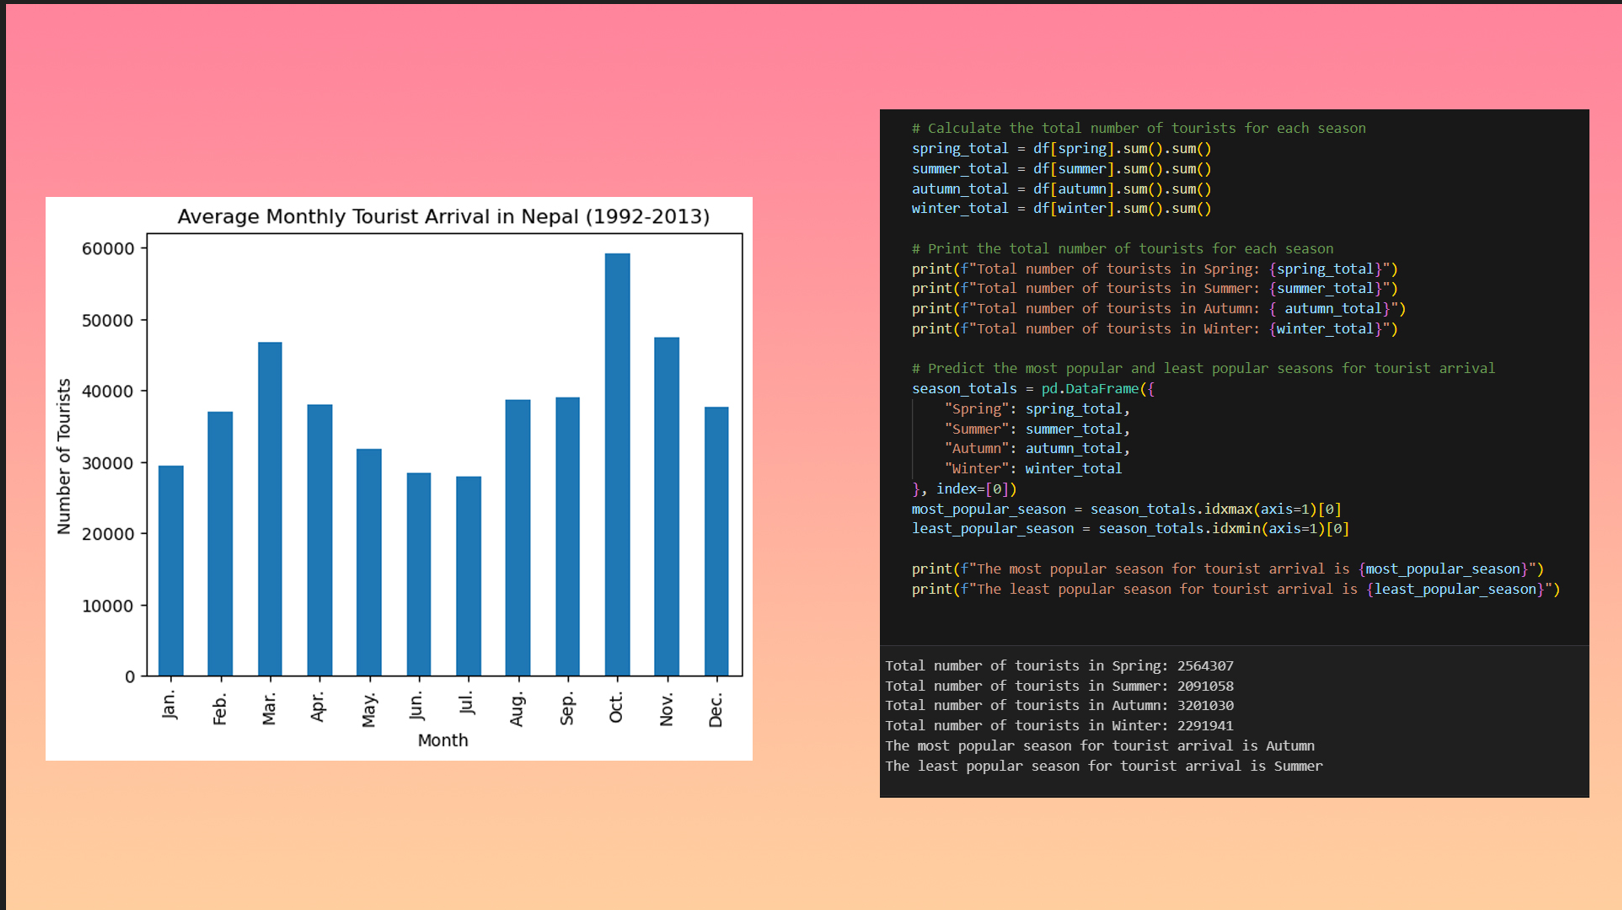 Average Monthly Tourist Arrival in Nepal (1992-2013)
60000
50000
40000
30000
20000
10000
0
Number of Tourists
Jan.
Feb.
Mar.
Apr.
May.
Jun.
Jul.
Aug.
Sep.
Oct.
Nov.
Dec.
Month
# Calculate the total number of tourists for each season
spring_total = df[spring].sum().sum()
summer_total = df[summer].sum().sum()
autumn_total = df[autumn].sum().sum()
winter_total = df[winter].sum().sum()
# Print the total number of tourists for each season
print(f"Total number of tourists in Spring: {spring_total}")
print(f"Total number of tourists in Summer: {summer_total}")
print(f"Total number of tourists in Autumn: { autumn_total}")
print(f"Total number of tourists in Winter: {winter_total}")
# Predict the most popular and least popular seasons for tourist arrival
season_totals = pd.DataFrame({
    "Spring": spring_total,
    "Summer": summer_total,
    "Autumn": autumn_total,
    "Winter": winter_total
}, index=[0])
most_popular_season = season_totals.idxmax(axis=1)[0]
least_popular_season = season_totals.idxmin(axis=1)[0]
print(f"The most popular season for tourist arrival is {most_popular_season}")
print(f"The least popular season for tourist arrival is {least_popular_season}")
Total number of tourists in Spring: 2564307
Total number of tourists in Summer: 2091058
Total number of tourists in Autumn: 3201030
Total number of tourists in Winter: 2291941
The most popular season for tourist arrival is Autumn
The least popular season for tourist arrival is Summer